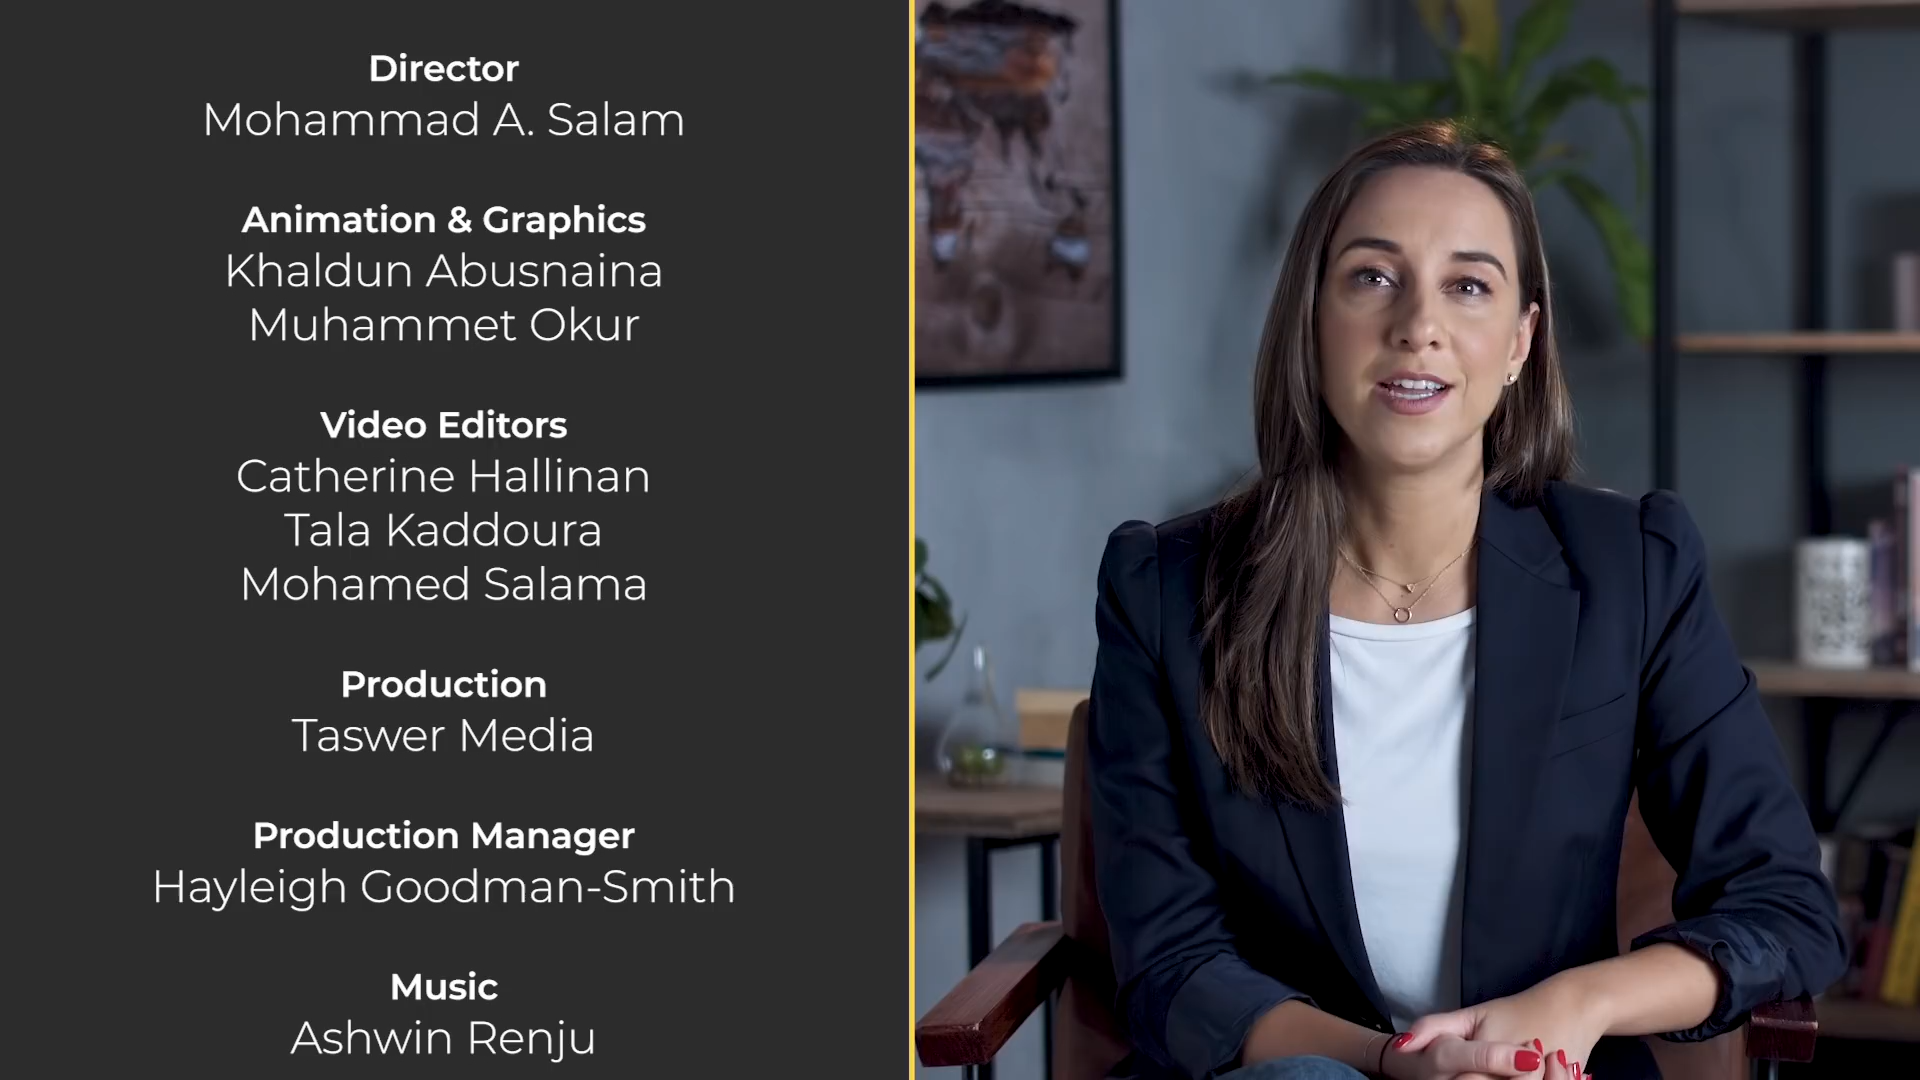 Director
Mohammad A. Salam
Animation & Graphics
Khaldun Abusnaina
Muhammet Okur
Video Editors
Catherine Hallinan
Tala Kaddoura
Mohamed Salama
Production
Taswer Media
Production Manager
Hayleigh Goodman-Smith
Music
Ashwin Renju